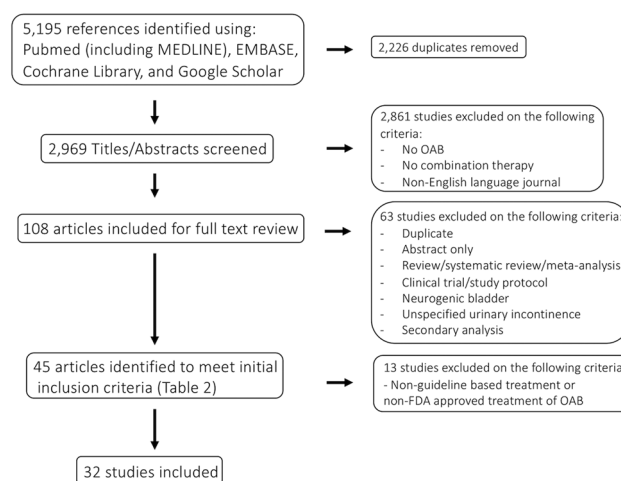 5,195 references identified using:
Pubmed (including MEDLINE), EMBASE,
Cochrane Library, and Google Scholar
2,226 duplicates removed
2,969 Titles/Abstracts screened
2,861 studies excluded on the following
criteria:
- No OAB
- No combination therapy
- Non-English language journal
108 articles included for full text review
63 studies excluded on the following criteria:
- Duplicate
- Abstract only
- Review/systematic review/meta-analysis
- Clinical trial/study protocol
- Neurogenic bladder
- Unspecified urinary incontinence
- Secondary analysis
45 articles identified to meet initial
inclusion criteria (Table 2)
13 studies excluded on the following criteria
- Non-guideline based treatment or
non-FDA approved treatment of OAB
32 studies included